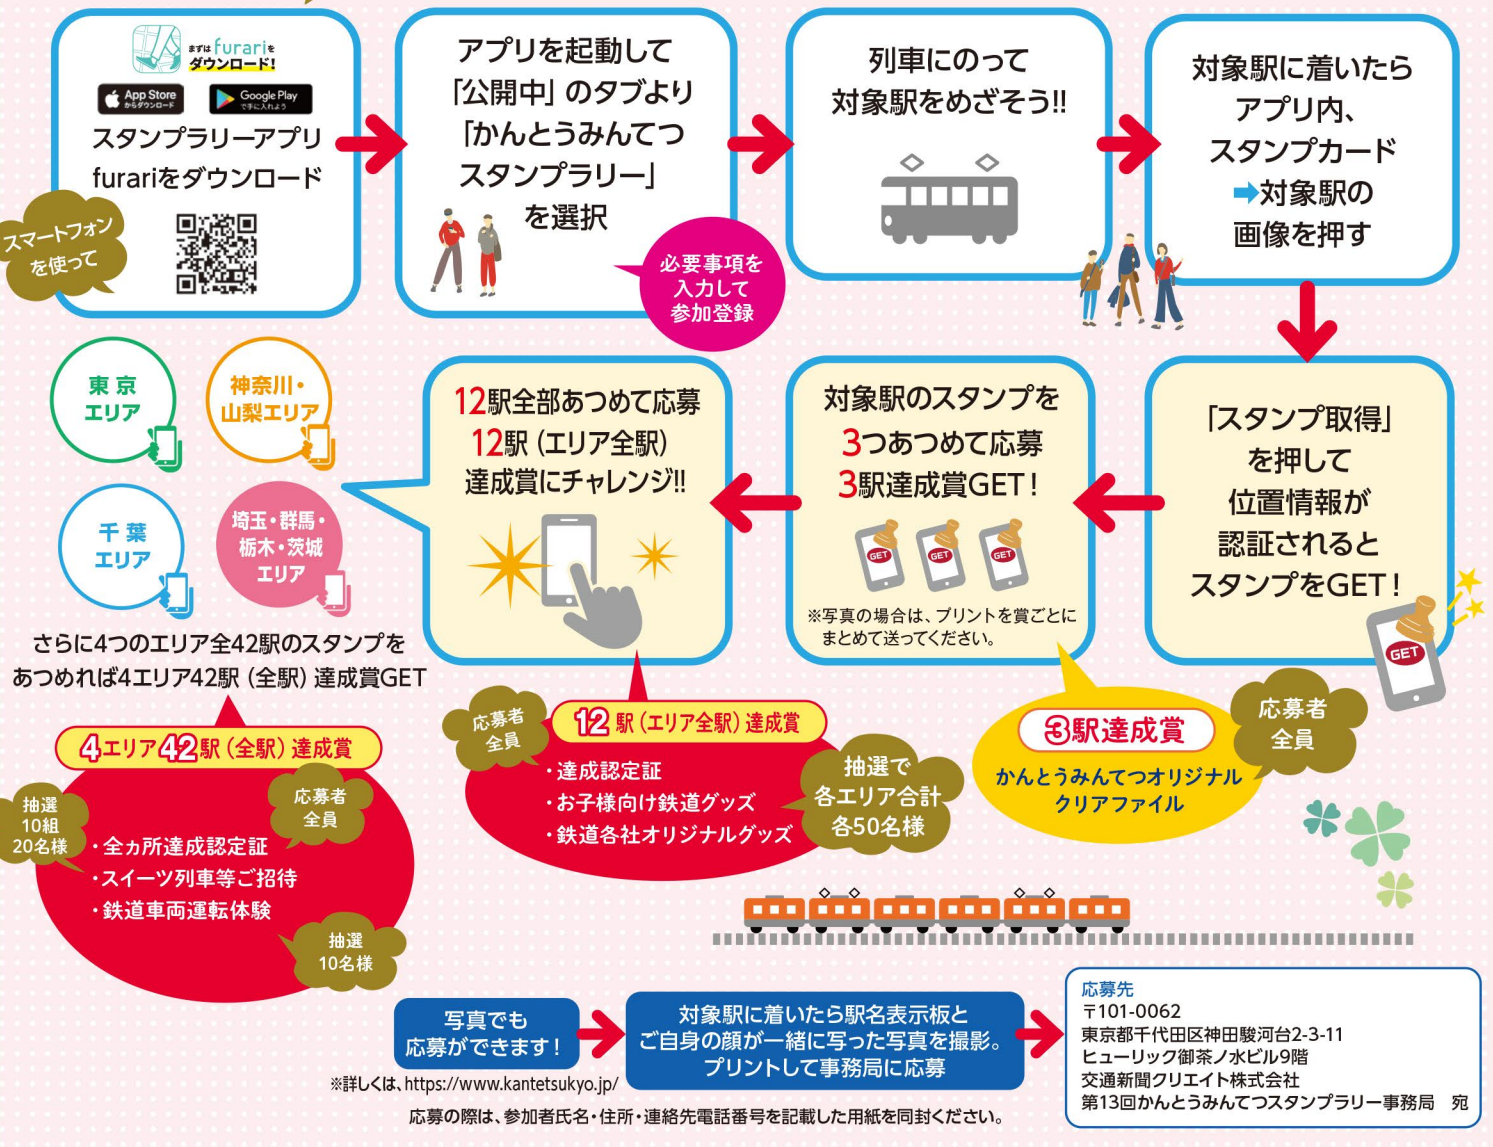 まずは furariを
ダウンロード!
App Store
からダウンロード
Google Play
で手に入れよう
スタンプラリーアプリ
furariをダウンロード
スマートフォン
を使って
アプリを起動して
「公開中」のタブより
「かんとうみんてつ
スタンプラリー」
を選択
必要事項を
入力して
参加登録
列車にのって
対象駅をめざそう!!
対象駅に着いたら
アプリ内、
スタンプカード
➡対象駅の
画像を押す
「スタンプ取得」
を押して
位置情報が
認証されると
スタンプをGET!
GET
対象駅のスタンプを
3つあつめて応募
3駅達成賞GET!
GET
GET
GET
※写真の場合は、プリントを賞ごとに
まとめて送ってください。
3駅達成賞
応募者
全員
かんとうみんてつオリジナル
クリアファイル
12駅全部あつめて応募
12駅(エリア全駅)
達成賞にチャレンジ!!
応募者
全員
12駅(エリア全駅)達成賞
・達成認定証
・お子様向け鉄道グッズ
・鉄道各社オリジナルグッズ
抽選で
各エリア合計
各50名様
東京
エリア
神奈川・
山梨エリア
千葉
エリア
埼玉・群馬・
栃木・茨城
エリア
さらに4つのエリア全42駅のスタンプを
あつめれば4エリア42駅(全駅)達成賞GET
4エリア42駅(全駅)達成賞
応募者
全員
抽選
10組
20名様
・全ヵ所達成認定証
・スイーツ列車等ご招待
・鉄道車両運転体験
抽選
10名様
写真でも
応募ができます!
対象駅に着いたら駅名表示板と
ご自身の顔が一緒に写った写真を撮影。
プリントして事務局に応募
※詳しくは、https://www.kantetsukyo.jp/
応募の際は、参加者氏名・住所・連絡先電話番号を記載した用紙を同封ください。
応募先
〒101-0062
東京都千代田区神田駿河台2-3-11
ヒューリック御茶ノ水ビル9階
交通新聞クリエイト株式会社
第13回かんとうみんてつスタンプラリー事務局 宛